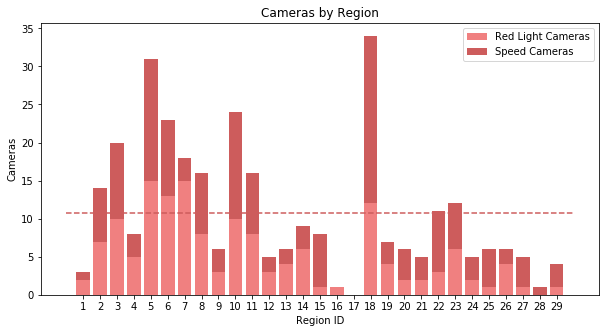 Cameras by Region
Red Light Cameras
Speed Cameras
35
30
25
20
15
10
5
0
Cameras
1 2 3 4 5 6 7 8 9 10 11 12 13 14 15 16 17 18 19 20 21 22 23 24 25 26 27 28 29
Region ID